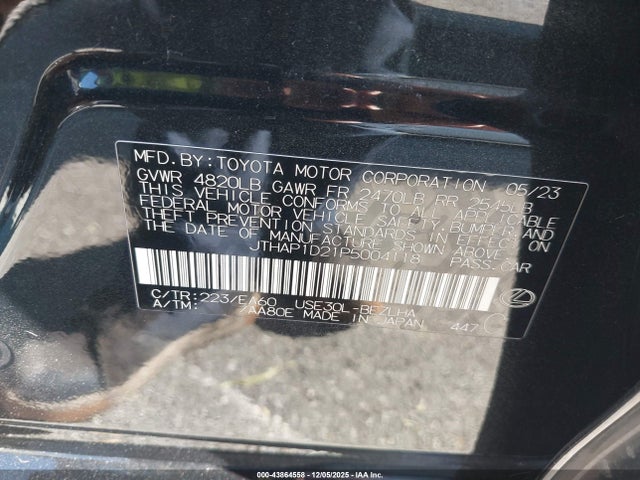 MFD. BY: TOYOTA MOTOR CORPORATION 05/23
GVWR 4820LB GAWR FR 2470LB RR 2545LB
THIS VEHICLE CONFORMS TO ALL APPLICABLE
FEDERAL MOTOR VEHICLE SAFETY, BUMPER, AND
THEFT PREVENTION STANDARDS IN EFFECT ON
THE DATE OF MANUFACTURE SHOWN ABOVE.
JTHAP1D21P5004118 PASS. CAR
C/TR: 223/EA60 USE30L-BEZLHA
A/TM: /AA80E MADE IN JAPAN 447
000-43864558 - 12/05/2025 - IAA Inc.